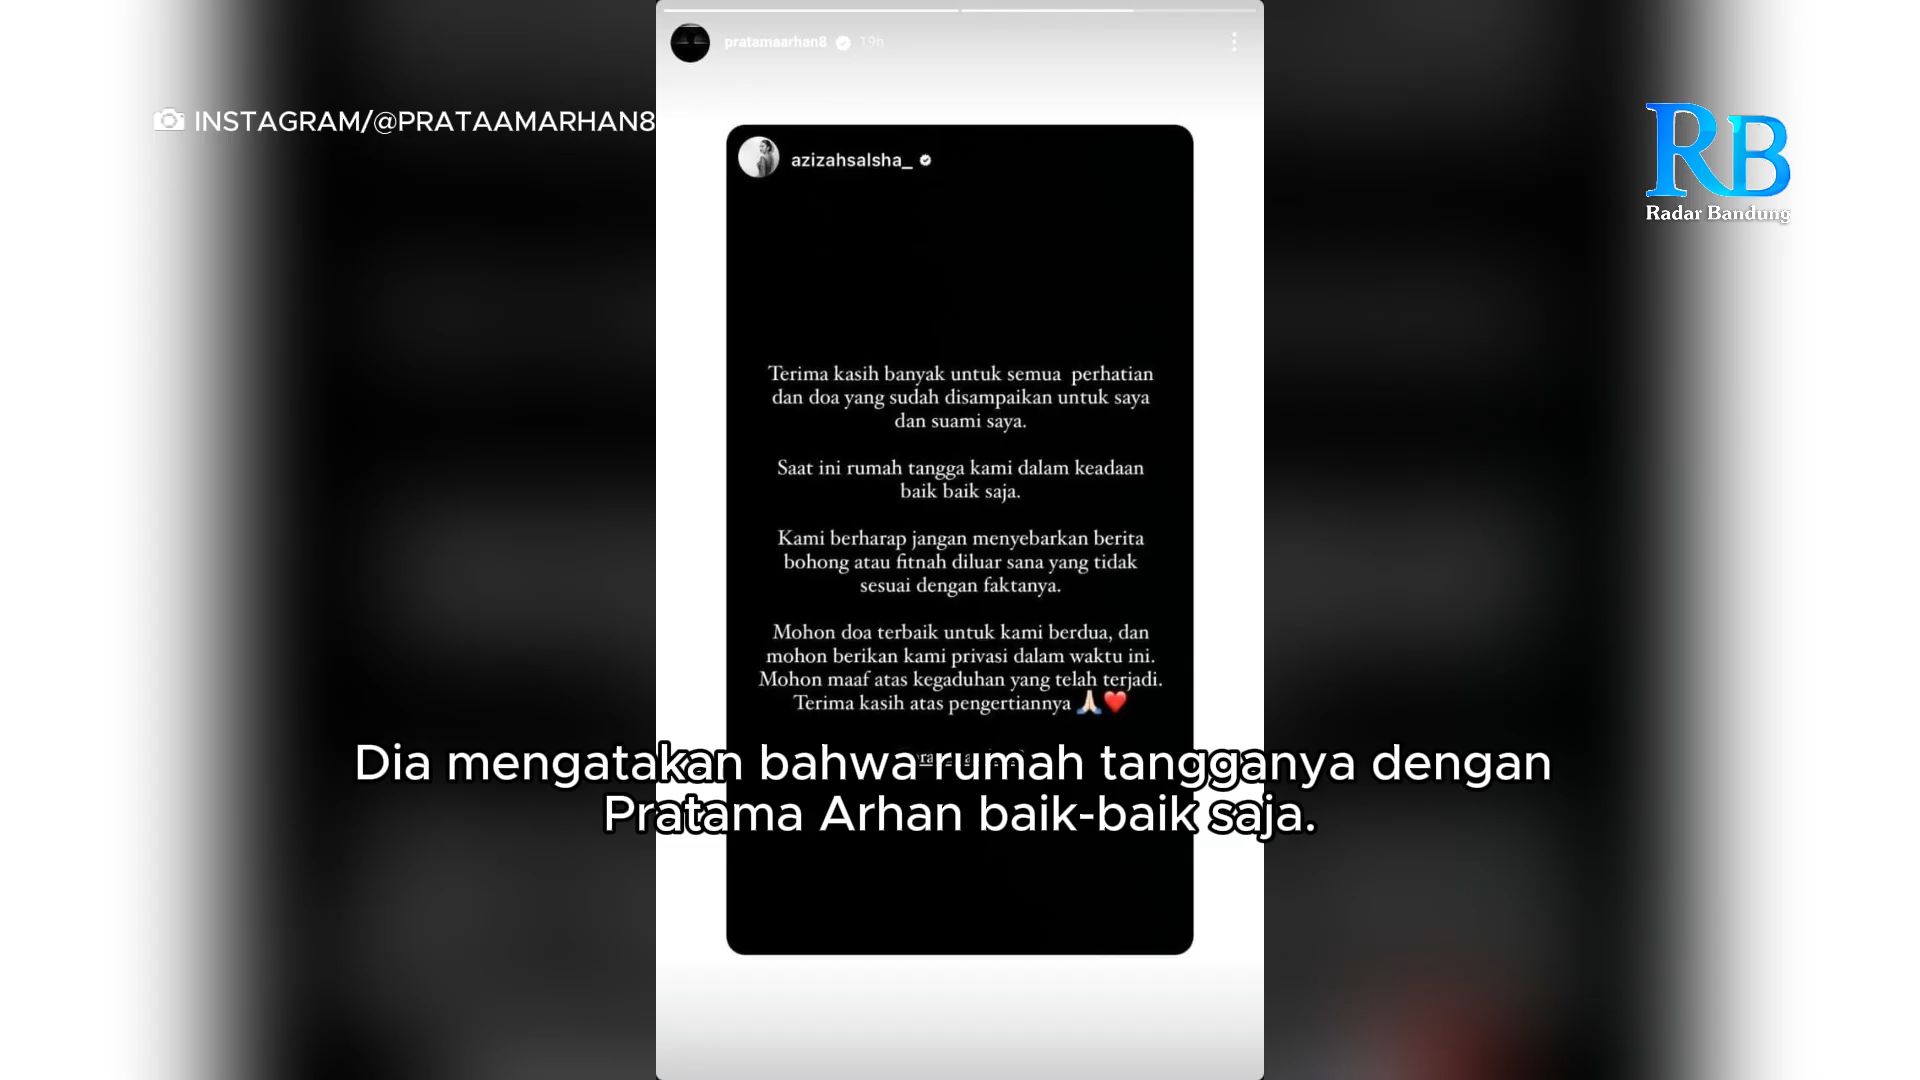 pratamaarhan8 19h
INSTAGRAM/@PRATAAMARHAN8
RB
Radar Bandung
azizahsalsha_
Terima kasih banyak untuk semua perhatian
dan doa yang sudah disampaikan untuk saya
dan suami saya.
Saat ini rumah tangga kami dalam keadaan
baik baik saja.
Kami berharap jangan menyebarkan berita
bohong atau fitnah diluar sana yang tidak
sesuai dengan faktanya.
Mohon doa terbaik untuk kami berdua, dan
mohon berikan kami privasi dalam waktu ini.
Mohon maaf atas kegaduhan yang telah terjadi.
Terima kasih atas pengertiannya 🙏🏻❤️
Dia mengatakan bahwa rumah tangganya dengan
Pratama Arhan baik-baik saja.